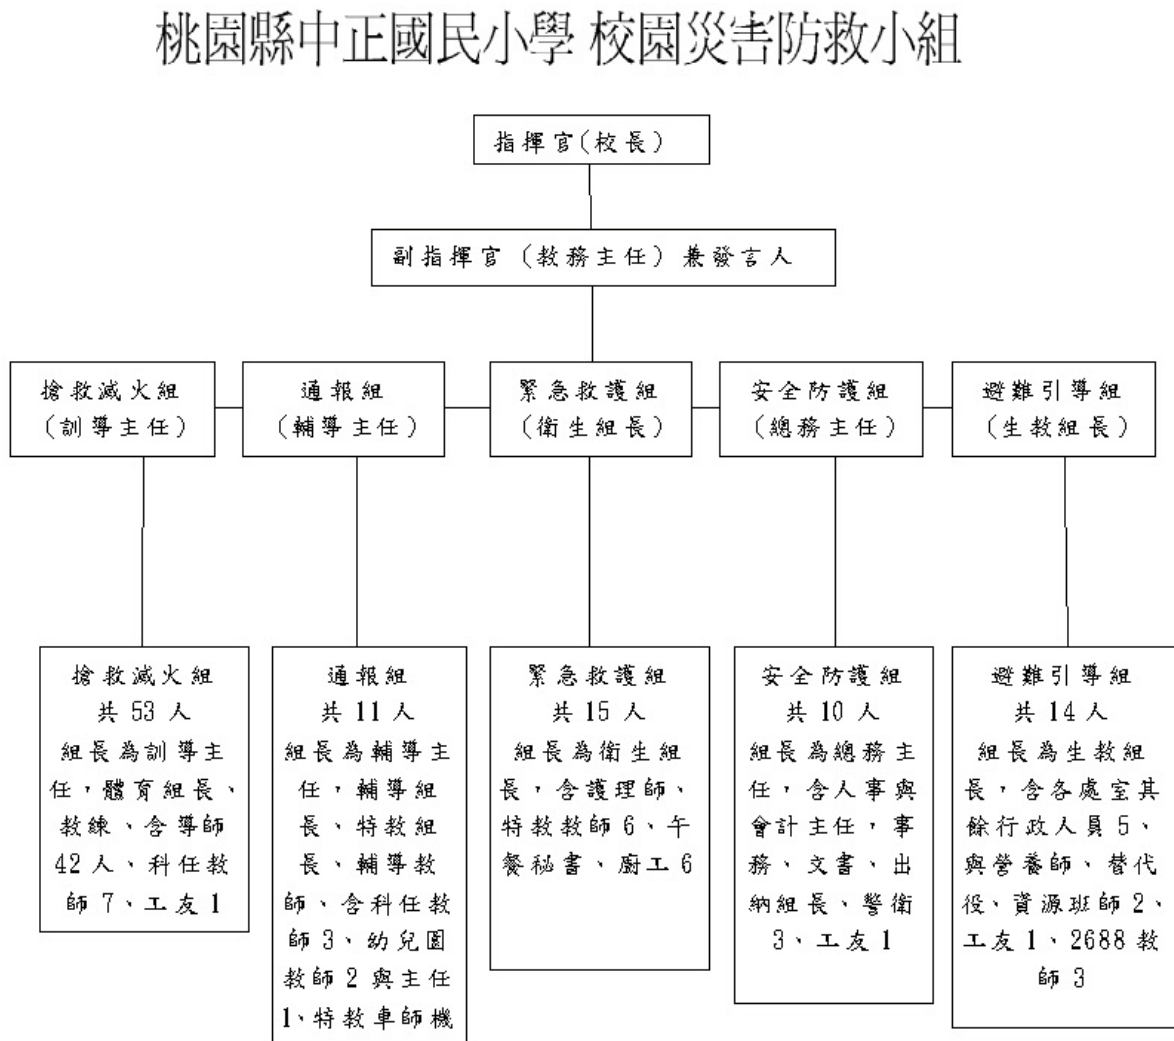 桃園縣中正國民小學 校園災害防救小組
指揮官(校長)
副指揮官 (教務主任) 兼發言人
搶救滅火組
(訓導主任)
通報組
(輔導主任)
緊急救護組
(衛生組長)
安全防護組
(總務主任)
避難引導組
(生教組長)
搶救滅火組
共 53 人
組長為訓導主
任，體育組長、
教練、含導師
42 人、科任教
師 7、工友 1
通報組
共 11 人
組長為輔導主
任，輔導組
長、特教組
長、輔導教
師、含科任教
師 3、幼兒園
教師 2 與主任
1、特教車師機
緊急救護組
共 15 人
組長為衛生組
長，含護理師、
特教教師 6、午
餐秘書、廚工 6
安全防護組
共 10 人
組長為總務主
任，含人事與
會計主任，事
務、文書、出
納組長、警衛
3、工友 1
避難引導組
共 14 人
組長為生教組
長，含各處室其
餘行政人員 5、
與營養師、替代
役、資源班師 2、
工友 1、2688 教
師 3